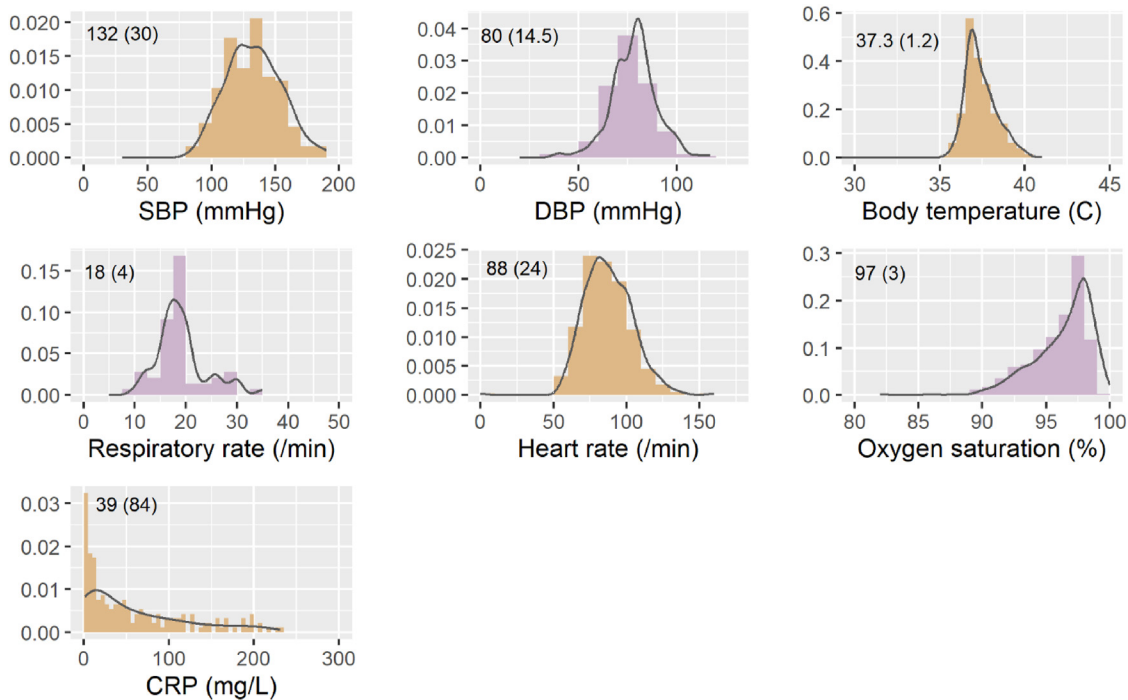 0.020
0.015
0.010
0.005
0.000
132 (30)
0 50 100 150 200
SBP (mmHg)
0.04
0.03
0.02
0.01
0.00
80 (14.5)
0 50 100
DBP (mmHg)
0.6
0.4
0.2
0.0
37.3 (1.2)
30 35 40 45
Body temperature (C)
0.15
0.10
0.05
0.00
18 (4)
0 10 20 30 40 50
Respiratory rate (/min)
0.025
0.020
0.015
0.010
0.005
0.000
88 (24)
0 50 100 150
Heart rate (/min)
0.3
0.2
0.1
0.0
97 (3)
80 85 90 95 100
Oxygen saturation (%)
0.03
0.02
0.01
0.00
39 (84)
0 100 200 300
CRP (mg/L)